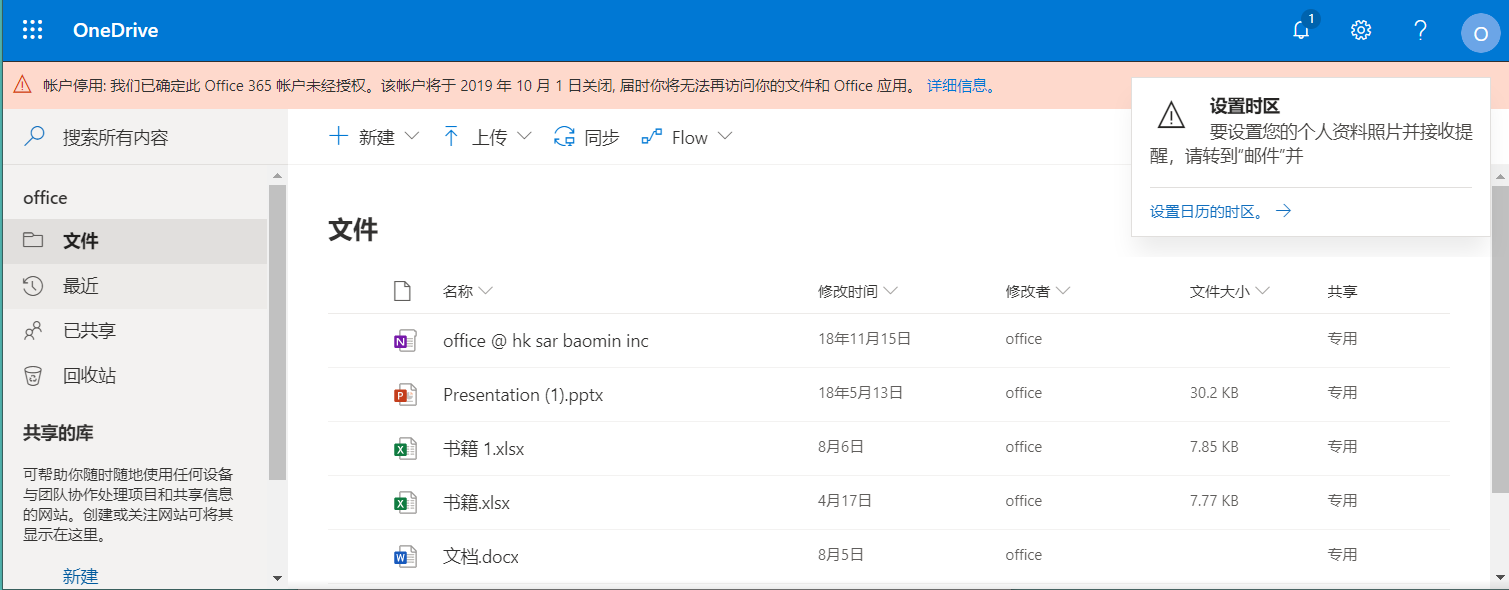 OneDrive
1
O
帐户停用: 我们已确定此 Office 365 帐户未经授权。该帐户将于 2019 年 10 月 1 日关闭, 届时你将无法再访问你的文件和 Office 应用。 详细信息。
设置时区
要设置您的个人资料照片并接收提
醒，请转到“邮件”并
设置日历的时区。
搜索所有内容
新建 上传 同步 Flow
office
文件
最近
已共享
回收站
共享的库
可帮助你随时随地使用任何设备
与团队协作处理项目和共享信息
的网站。创建或关注网站可将其
显示在这里。
新建
文件
名称 修改时间 修改者 文件大小 共享
office @ hk sar baomin inc 18年11月15日 office 专用
Presentation (1).pptx 18年5月13日 office 30.2 KB 专用
书籍 1.xlsx 8月6日 office 7.85 KB 专用
书籍.xlsx 4月17日 office 7.77 KB 专用
文档.docx 8月5日 office 专用